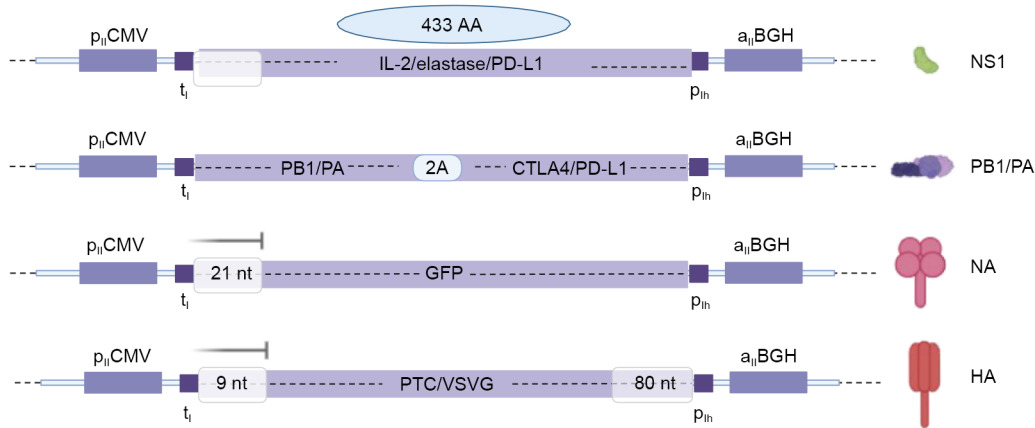 433 AA
pIICMV
aIIBGH
IL-2/elastase/PD-L1
NS1
tI
pIh
pIICMV
aIIBGH
PB1/PA
2A
CTLA4/PD-L1
PB1/PA
tI
pIh
pIICMV
aIIBGH
21 nt
GFP
NA
tI
pIh
pIICMV
aIIBGH
9 nt
PTC/VSVG
80 nt
HA
tI
pIh